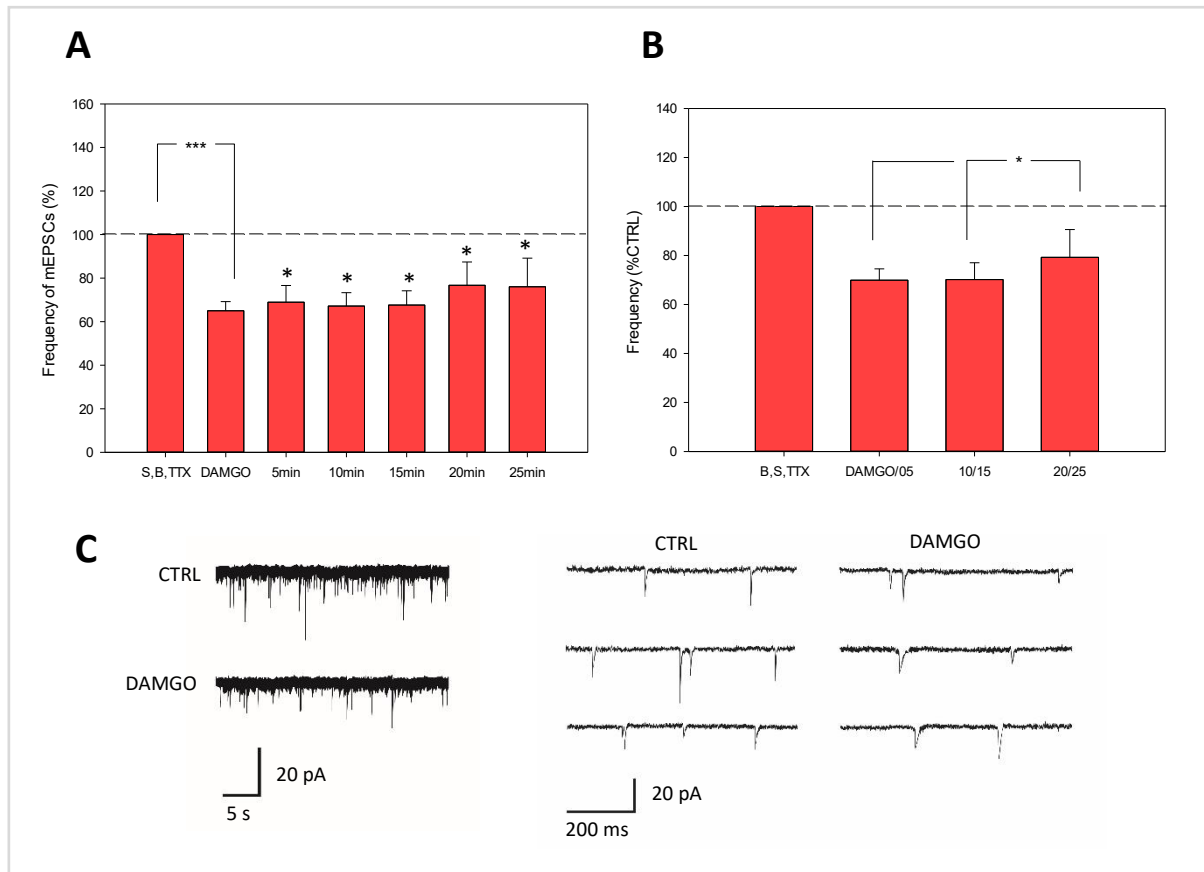 A
Frequency of mEPSCs (%)
160
140
120
100
80
60
40
20
0
***
*
*
*
*
*
S,B,TTX DAMGO 5min 10min 15min 20min 25min
B
Frequency (%CTRL)
140
120
100
80
60
40
20
0
*
B,S,TTX DAMGO/05 10/15 20/25
C
CTRL
DAMGO
20 pA
5 s
CTRL DAMGO
20 pA
200 ms